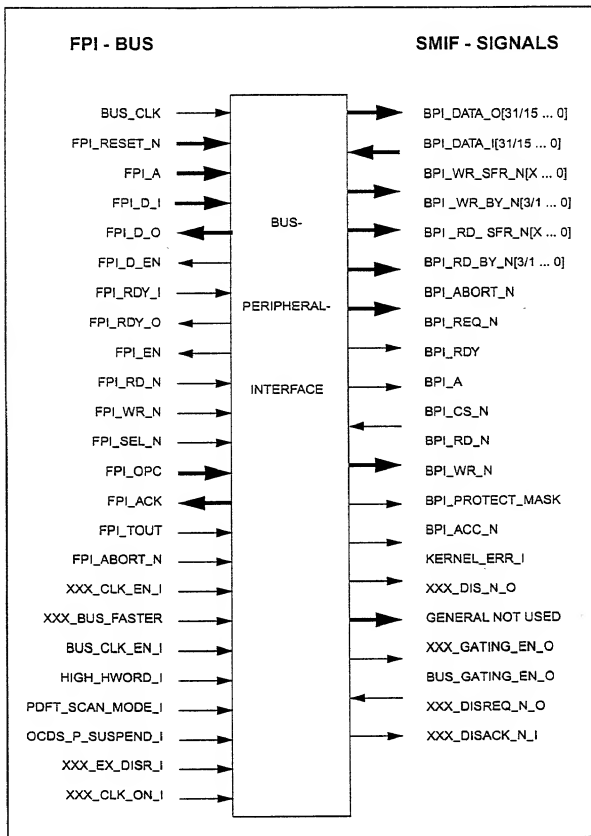 FPI - BUS
SMIF - SIGNALS
BUS_CLK
FPI_RESET_N
FPI_A
FPI_D_I
FPI_D_O
FPI_D_EN
FPI_RDY_I
FPI_RDY_O
FPI_EN
FPI_RD_N
FPI_WR_N
FPI_SEL_N
FPI_OPC
FPI_ACK
FPI_TOUT
FPI_ABORT_N
XXX_CLK_EN_I
XXX_BUS_FASTER
BUS_CLK_EN_I
HIGH_HWORD_I
PDFT_SCAN_MODE_I
OCDS_P_SUSPEND_I
XXX_EX_DISR_I
XXX_CLK_ON_I
BUS-
PERIPHERAL-
INTERFACE
BPI_DATA_O[31/15 ... 0]
BPI_DATA_I[31/15 ... 0]
BPI_WR_SFR_N[X ... 0]
BPI _WR_BY_N[3/1 ... 0]
BPI _RD_ SFR_N[X ... 0]
BPI_RD_BY_N[3/1 ... 0]
BPI_ABORT_N
BPI_REQ_N
BPI_RDY
BPI_A
BPI_CS_N
BPI_RD_N
BPI_WR_N
BPI_PROTECT_MASK
BPI_ACC_N
KERNEL_ERR_I
XXX_DIS_N_O
GENERAL NOT USED
XXX_GATING_EN_O
BUS_GATING_EN_O
XXX_DISREQ_N_O
XXX_DISACK_N_I